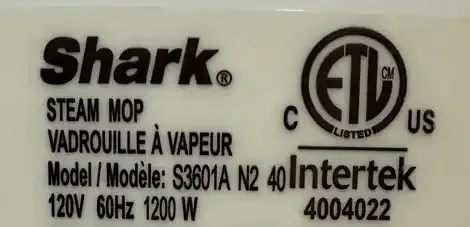 Shark®
STEAM MOP
VADROUILLE À VAPEUR
Model / Modèle: S3601A N2 40
120V 60Hz 1200 W
ETL CM
LISTED
C US
Intertek
4004022